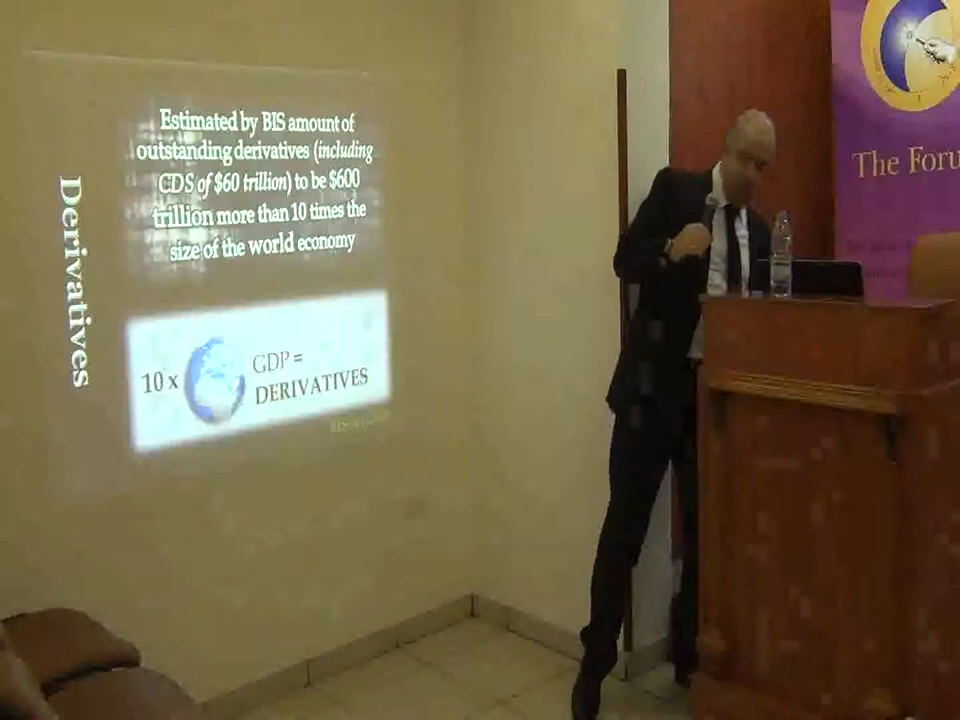 Derivatives
Estimated by BIS amount of
outstanding derivatives (including
CDS of $60 trillion) to be $600
trillion more than 10 times the
size of the world economy
10 x
GDP =
DERIVATIVES
The Foru